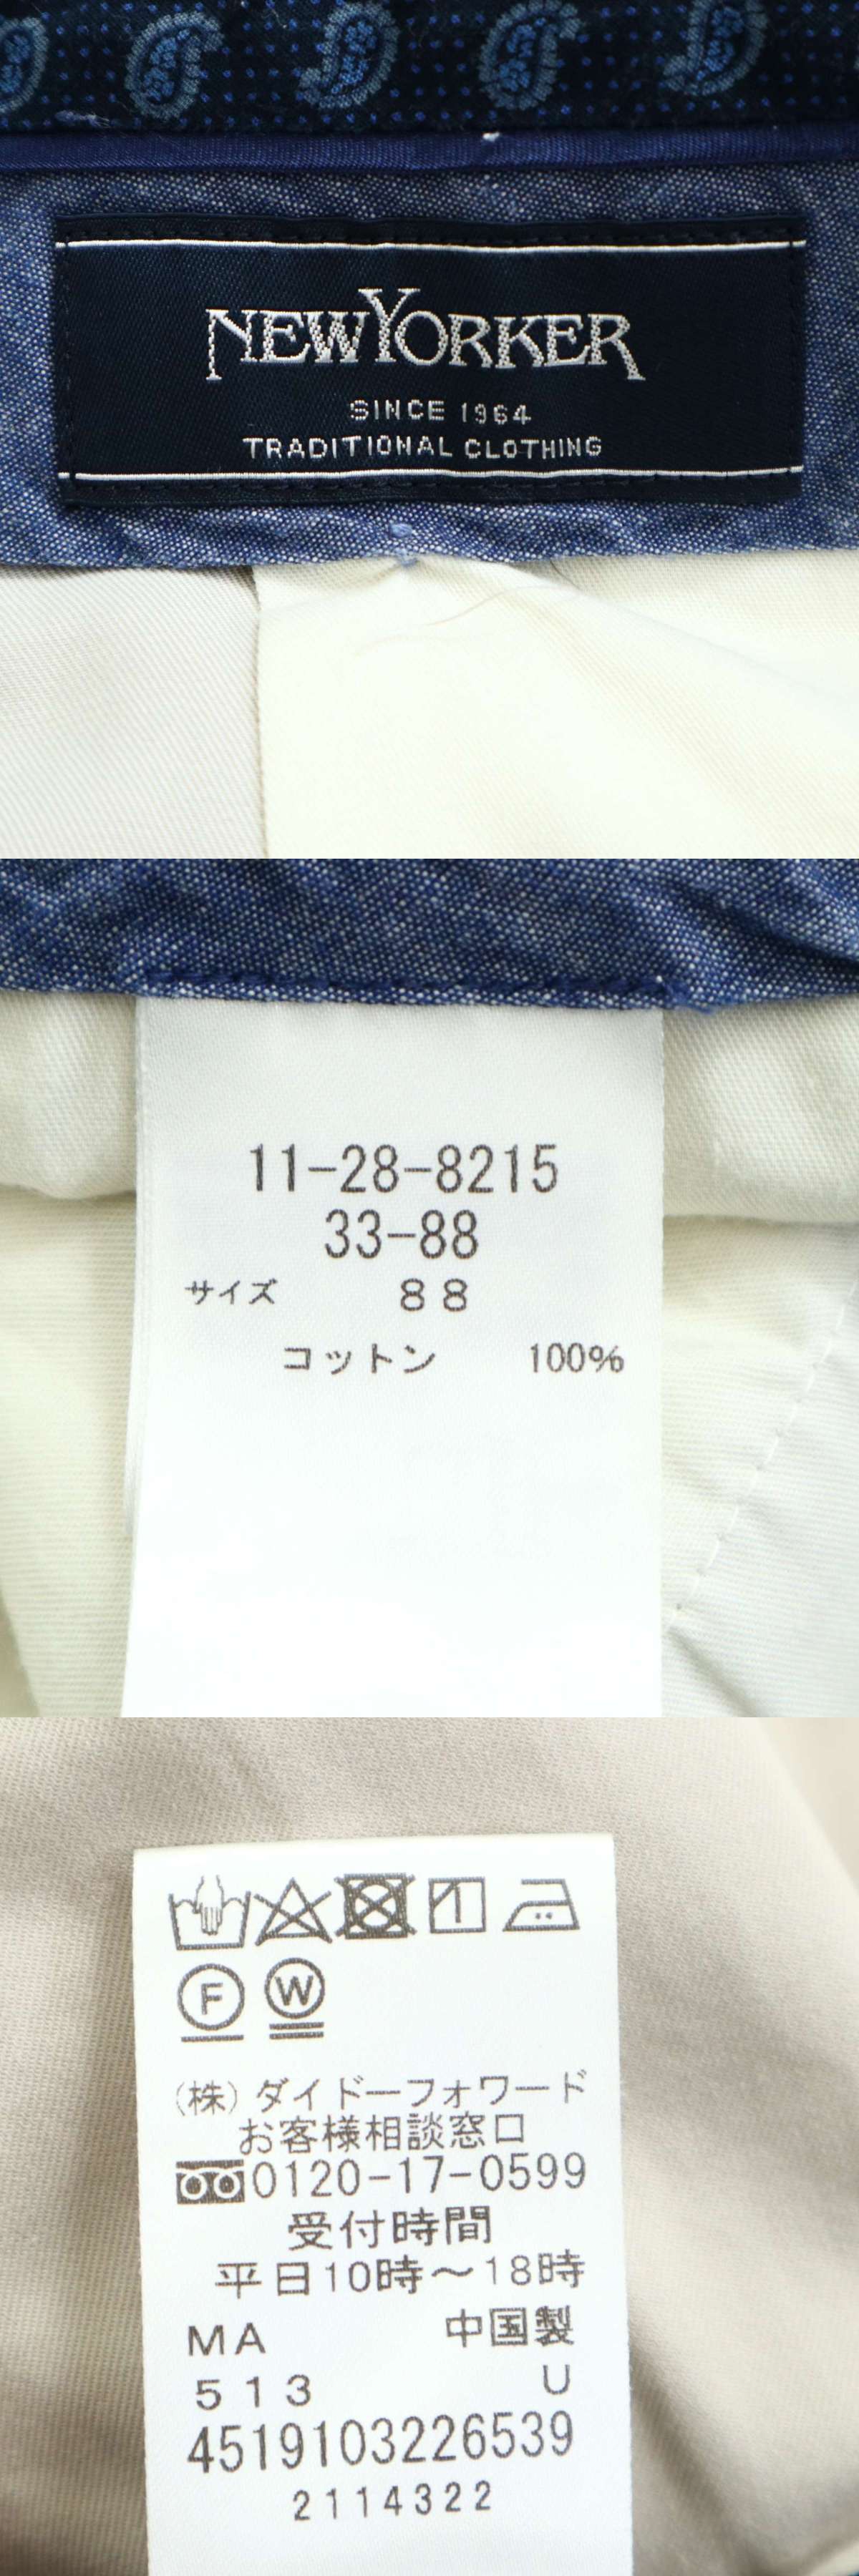 NEWYORKER
SINCE 1964
TRADITIONAL CLOTHING
11-28-8215
33-88
サイズ 88
コットン 100%
F W
(株)ダイドーフォワード
お客様相談窓口
0120-17-0599
受付時間
平日10時～18時
MA 中国製
513 U
4519103226539
2114322